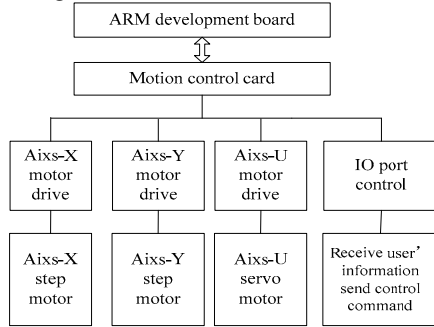 ARM development board
Motion control card
Aixs-X
motor
drive
Aixs-Y
motor
drive
Aixs-U
motor
drive
IO port
control
Aixs-X
step
motor
Aixs-Y
step
motor
Aixs-U
servo
motor
Receive user’
information
send control
command